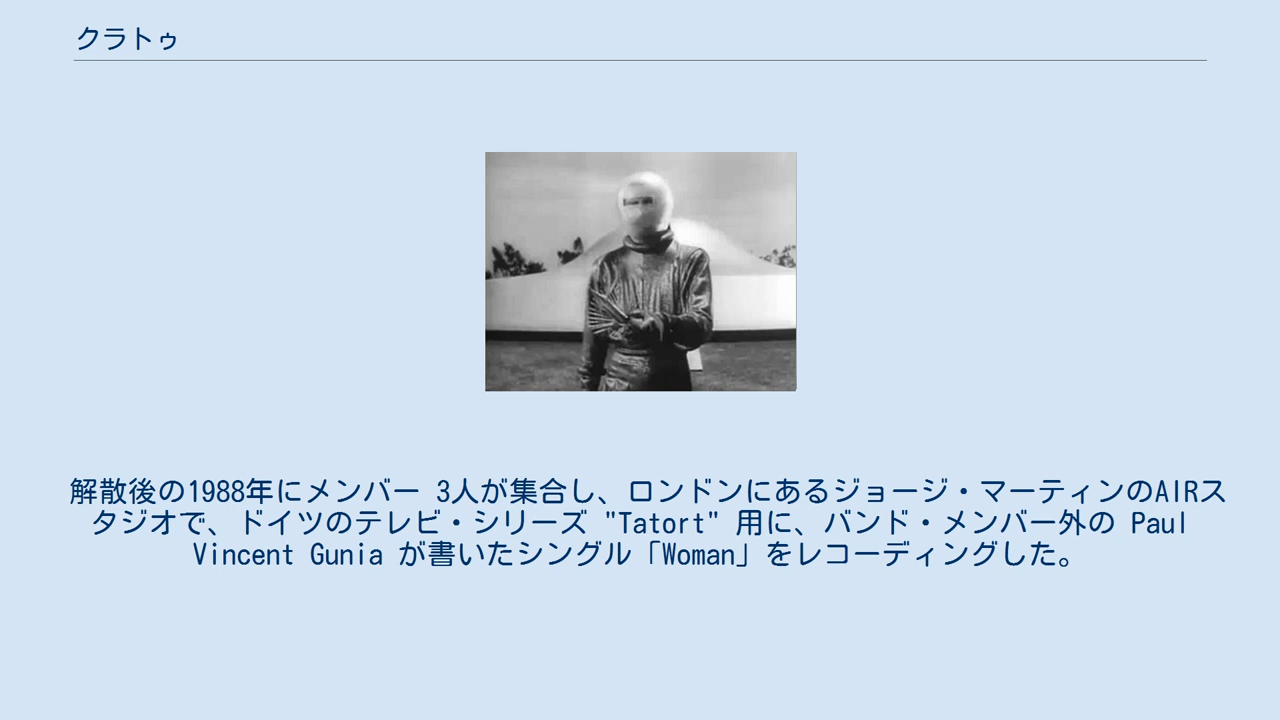 クラトゥ
解散後の1988年にメンバー 3人が集合し、ロンドンにあるジョージ・マーティンのAIRス
タジオで、ドイツのテレビ・シリーズ "Tatort" 用に、バンド・メンバー外の Paul
Vincent Gunia が書いたシングル「Woman」をレコーディングした。